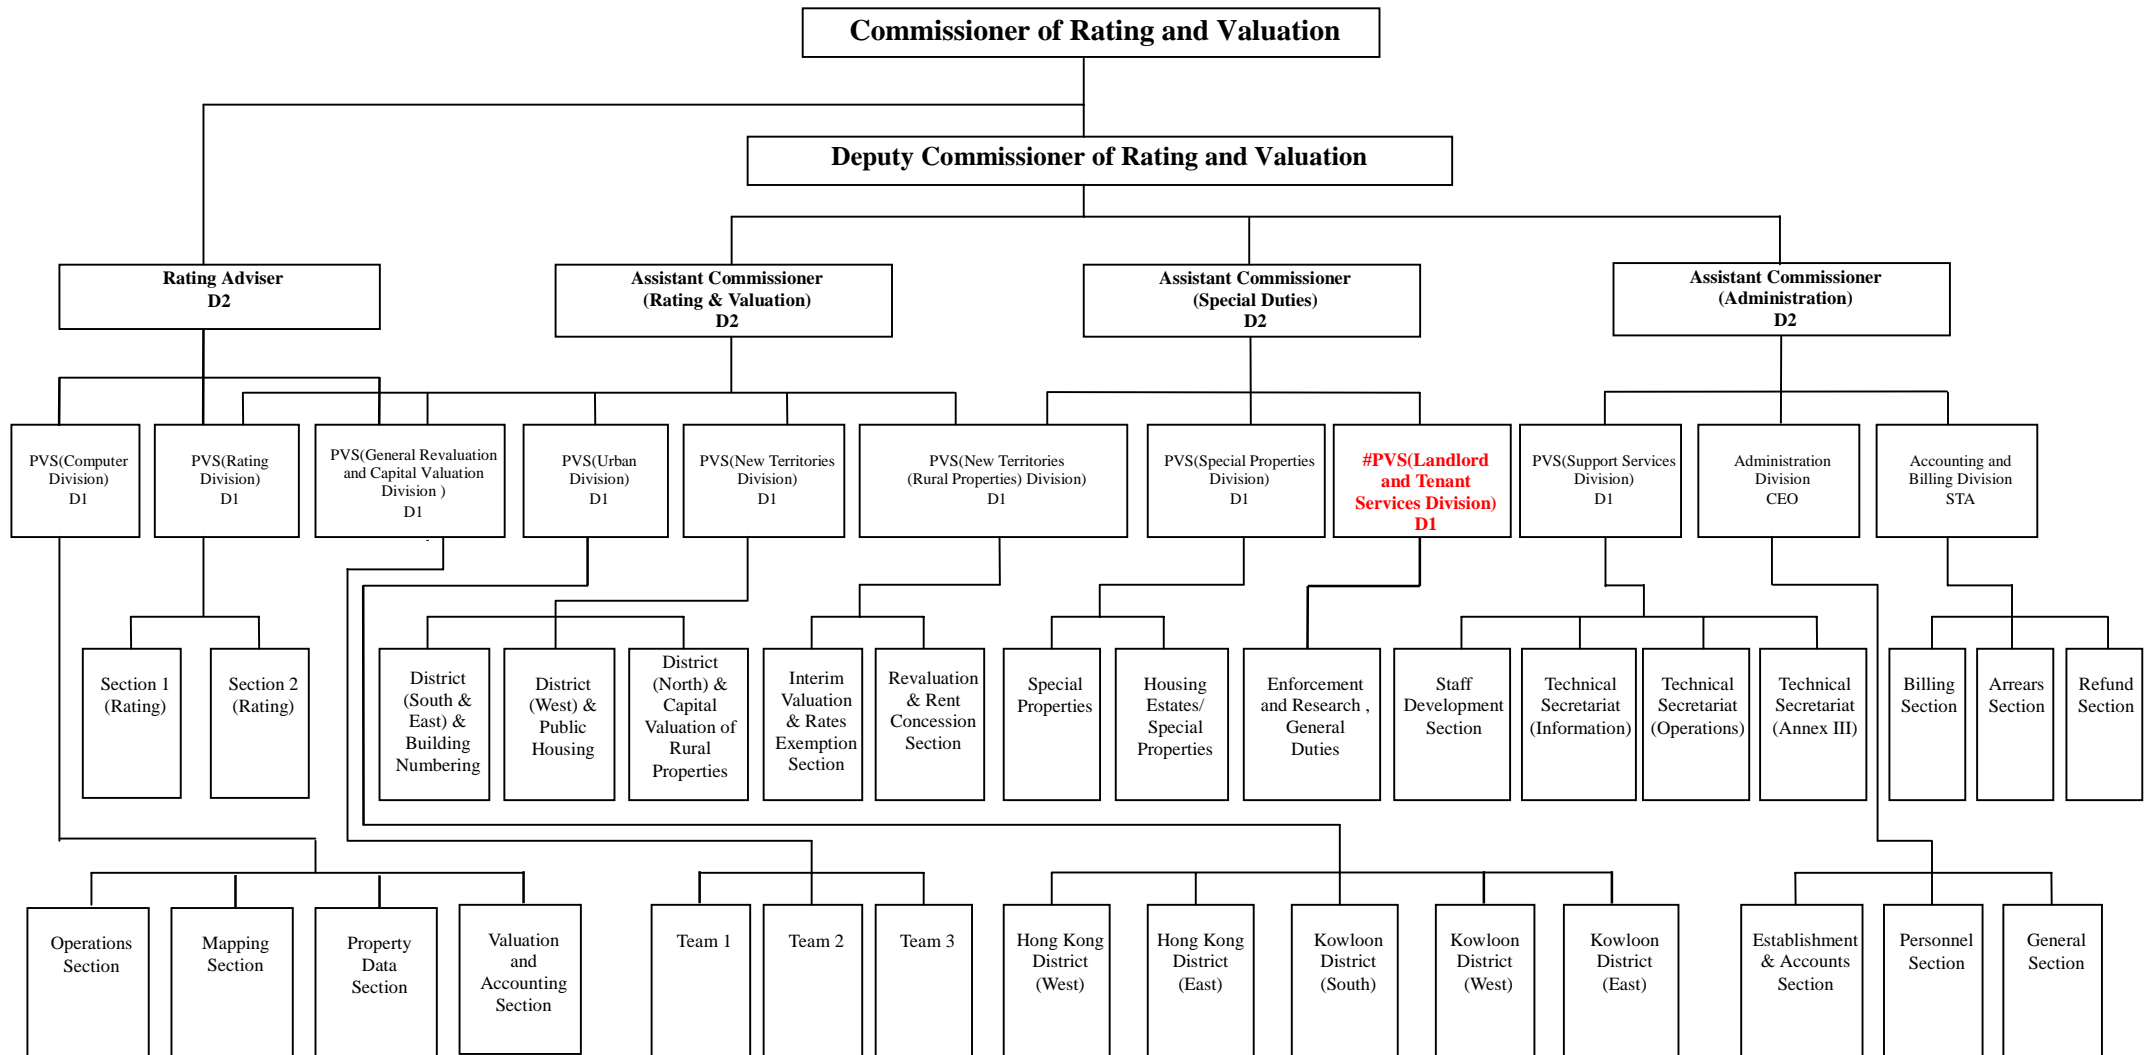 Commissioner of Rating and Valuation
Deputy Commissioner of Rating and Valuation
Rating Adviser
D2
Assistant Commissioner
(Rating & Valuation)
D2
Assistant Commissioner
(Special Duties)
D2
Assistant Commissioner
(Administration)
D2
PVS(Computer
Division)
D1
PVS(Rating
Division)
D1
PVS(General Revaluation
and Capital Valuation
Division )
D1
PVS(Urban
Division)
D1
PVS(New Territories
Division)
D1
PVS(New Territories
(Rural Properties) Division)
D1
PVS(Special Properties
Division)
D1
#PVS(Landlord
and Tenant
Services Division)
D1
PVS(Support Services
Division)
D1
Administration
Division
CEO
Accounting and
Billing Division
STA
Section 1
(Rating)
Section 2
(Rating)
District
(South &
East) &
Building
Numbering
District
(West) &
Public
Housing
District
(North) &
Capital
Valuation of
Rural
Properties
Interim
Valuation
& Rates
Exemption
Section
Revaluation
& Rent
Concession
Section
Special
Properties
Housing
Estates/
Special
Properties
Enforcement
and Research ,
General
Duties
Staff
Development
Section
Technical
Secretariat
(Information)
Technical
Secretariat
(Operations)
Technical
Secretariat
(Annex III)
Billing
Section
Arrears
Section
Refund
Section
Operations
Section
Mapping
Section
Property
Data
Section
Valuation
and
Accounting
Section
Team 1
Team 2
Team 3
Hong Kong
District
(West)
Hong Kong
District
(East)
Kowloon
District
(South)
Kowloon
District
(West)
Kowloon
District
(East)
Establishment
& Accounts
Section
Personnel
Section
General
Section